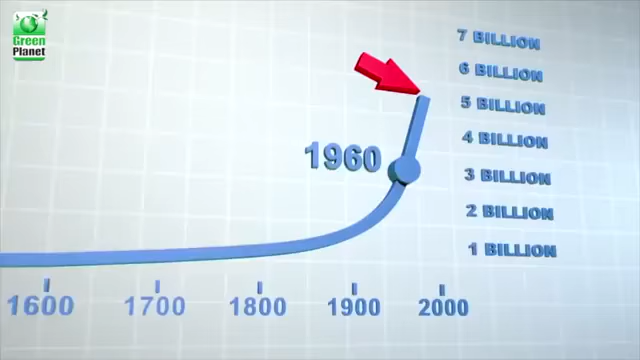 Green
Planet
7 BILLION
6 BILLION
5 BILLION
4 BILLION
1960
3 BILLION
2 BILLION
1 BILLION
1600
1700
1800
1900
2000